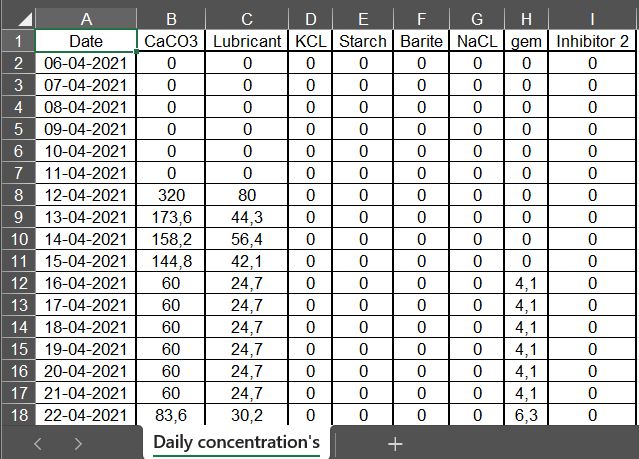 A B C D E F G H I
1 Date CaCO3 Lubricant KCL Starch Barite NaCL gem Inhibitor 2
2 06-04-2021 0 0 0 0 0 0 0 0
3 07-04-2021 0 0 0 0 0 0 0 0
4 08-04-2021 0 0 0 0 0 0 0 0
5 09-04-2021 0 0 0 0 0 0 0 0
6 10-04-2021 0 0 0 0 0 0 0 0
7 11-04-2021 0 0 0 0 0 0 0 0
8 12-04-2021 320 80 0 0 0 0 0 0
9 13-04-2021 173,6 44,3 0 0 0 0 0 0
10 14-04-2021 158,2 56,4 0 0 0 0 0 0
11 15-04-2021 144,8 42,1 0 0 0 0 0 0
12 16-04-2021 60 24,7 0 0 0 0 4,1 0
13 17-04-2021 60 24,7 0 0 0 0 4,1 0
14 18-04-2021 60 24,7 0 0 0 0 4,1 0
15 19-04-2021 60 24,7 0 0 0 0 4,1 0
16 20-04-2021 60 24,7 0 0 0 0 4,1 0
17 21-04-2021 60 24,7 0 0 0 0 4,1 0
18 22-04-2021 83,6 30,2 0 0 0 0 6,3 0
Daily concentration's